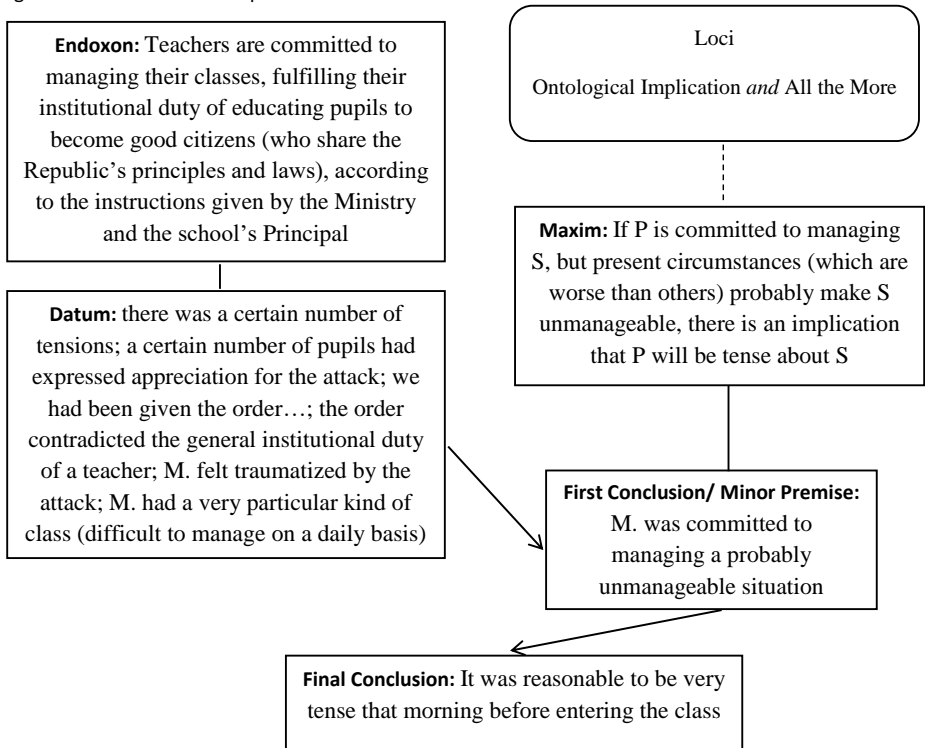 Endoxon: Teachers are committed to
managing their classes, fulfilling their
institutional duty of educating pupils to
become good citizens (who share the
Republic's principles and laws), according
to the instructions given by the Ministry
and the school's Principal
Loci
Ontological Implication and All the More
Datum: there was a certain number of
tensions; a certain number of pupils had
expressed appreciation for the attack; we
had been given the order…; the order
contradicted the general institutional duty
of a teacher; M. felt traumatized by the
attack; M. had a very particular kind of
class (difficult to manage on a daily basis)
Maxim: If P is committed to managing
S, but present circumstances (which are
worse than others) probably make S
unmanageable, there is an implication
that P will be tense about S
First Conclusion/ Minor Premise:
M. was committed to
managing a probably
unmanageable situation
Final Conclusion: It was reasonable to be very
tense that morning before entering the class